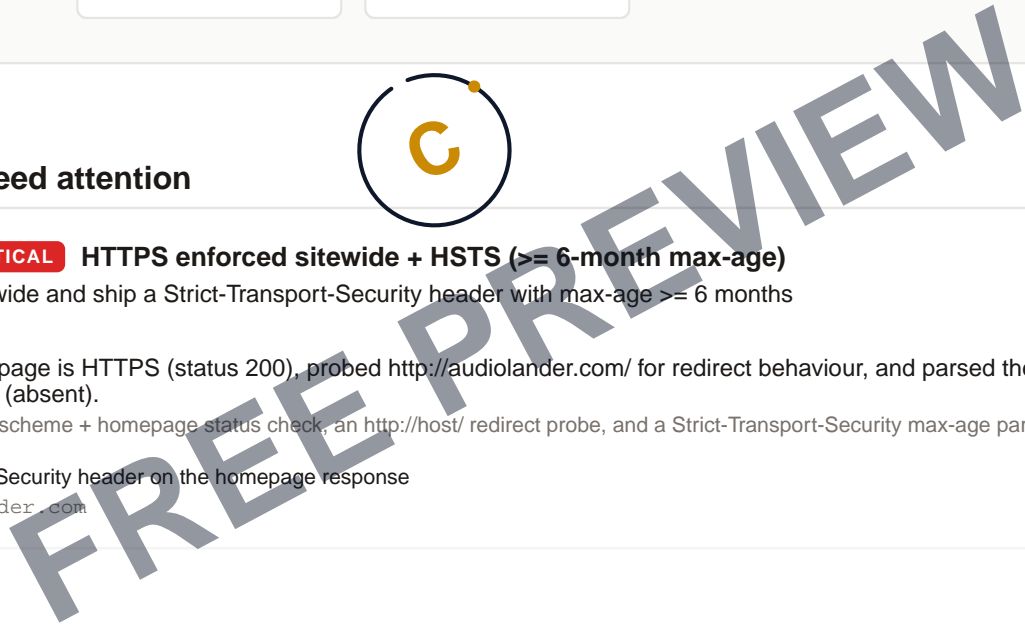 C
eed attention
TICAL HTTPS enforced sitewide + HSTS (>= 6-month max-age)
wide and ship a Strict-Transport-Security header with max-age >= 6 months
page is HTTPS (status 200), probed http://audiolander.com/ for redirect behaviour, and parsed the
(absent).
scheme + homepage status check, an http://host/ redirect probe, and a Strict-Transport-Security max-age par
Security header on the homepage response
der.com
FREE PREVIEW